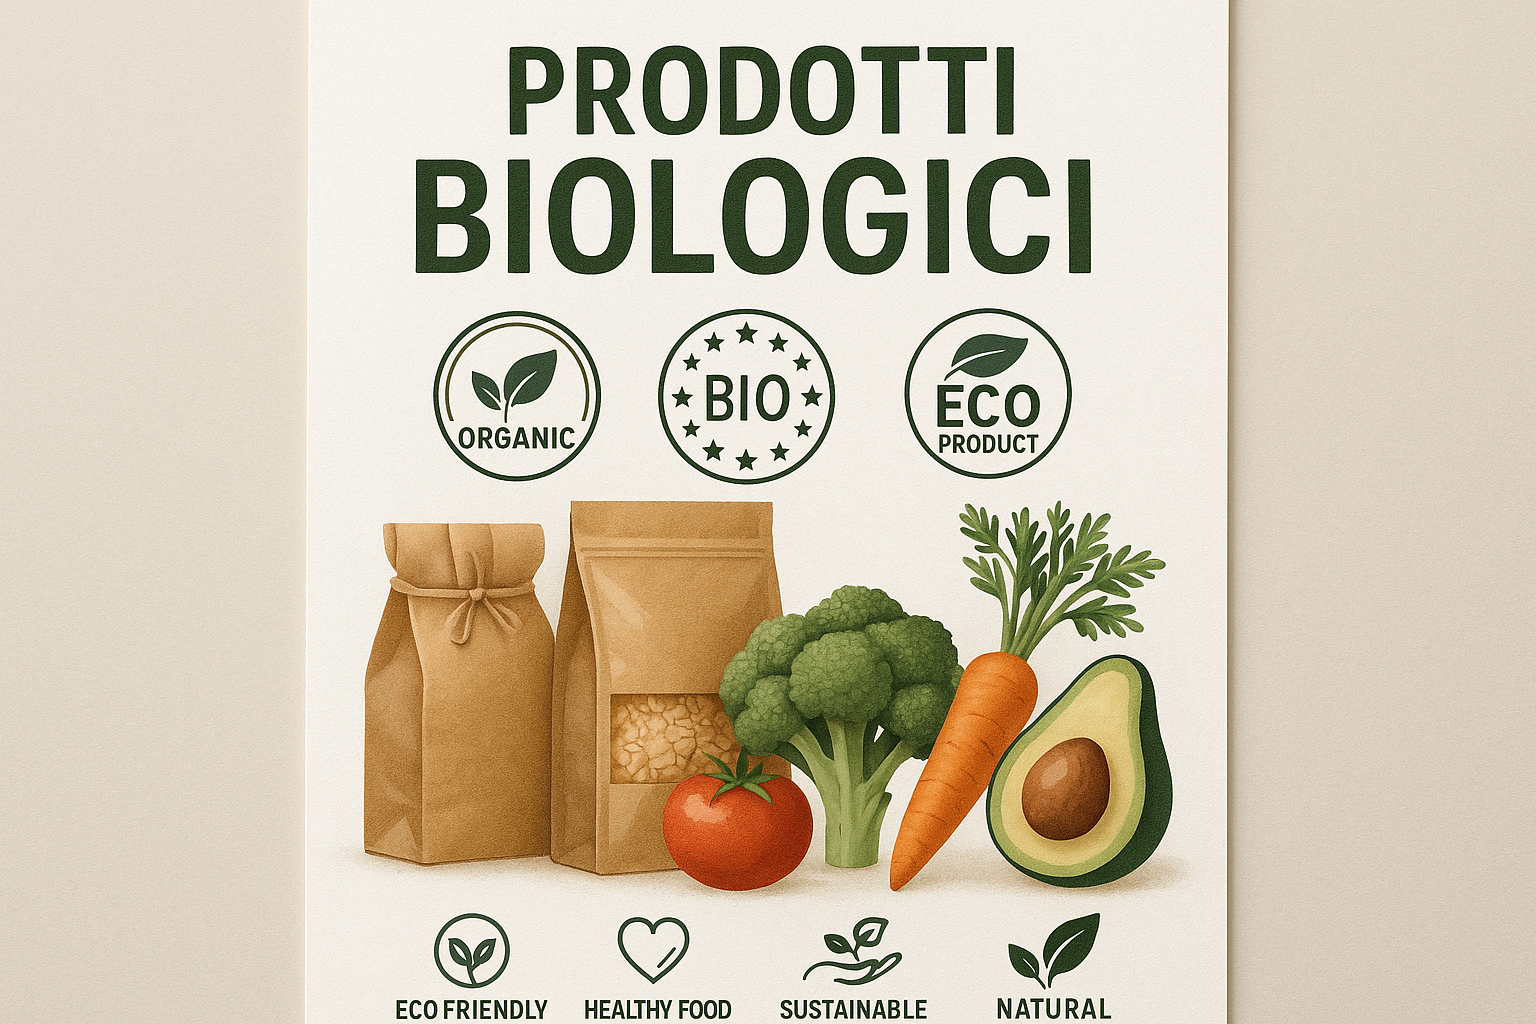 PRODOTTI
BIOLOGICI
ORGANIC
BIO
ECO
PRODUCT
ECO FRIENDLY
HEALTHY FOOD
SUSTAINABLE
NATURAL